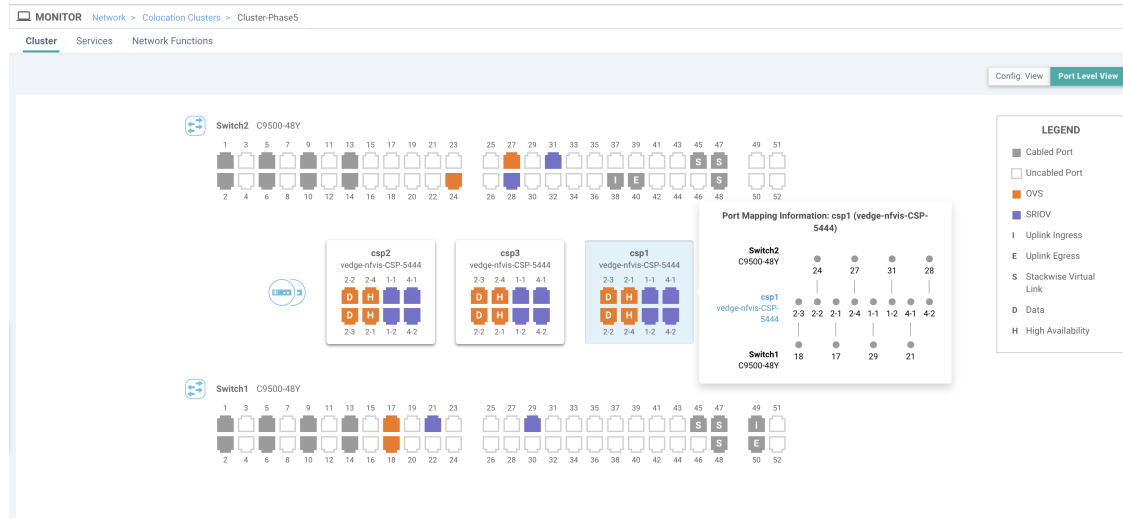 MONITOR Network > Colocation Clusters > Cluster-Phase5
Cluster Services Network Functions
Config. View Port Level View
Switch2 C9500-48Y
1 3 5 7 9 11 13 15 17 19 21 23 25 27 29 31 33 35 37 39 41 43 45 47 49 51
S S
I E S
2 4 6 8 10 12 14 16 18 20 22 24 26 28 30 32 34 36 38 40 42 44 46 48 50 52
csp2
vedge-nfvis-CSP-5444
2-2 2-4 1-1 4-1
D H
D H
2-3 2-1 1-2 4-2
csp3
vedge-nfvis-CSP-5444
2-3 2-4 1-1 4-1
D H
D H
2-2 2-1 1-2 4-2
csp1
vedge-nfvis-CSP-5444
2-3 2-1 1-1 4-1
D H
D H
2-2 2-4 1-2 4-2
Port Mapping Information: csp1 (vedge-nfvis-CSP-
5444)
Switch2
C9500-48Y
24 27 31 28
csp1
vedge-nfvis-CSP-
5444
2-3 2-2 2-1 2-4 1-1 1-2 4-1 4-2
Switch1
C9500-48Y
18 17 29 21
Switch1 C9500-48Y
1 3 5 7 9 11 13 15 17 19 21 23 25 27 29 31 33 35 37 39 41 43 45 47 49 51
S S I
S E
2 4 6 8 10 12 14 16 18 20 22 24 26 28 30 32 34 36 38 40 42 44 46 48 50 52
LEGEND
Cabled Port
Uncabled Port
OVS
SRIOV
I Uplink Ingress
E Uplink Egress
S Stackwise Virtual
Link
D Data
H High Availability